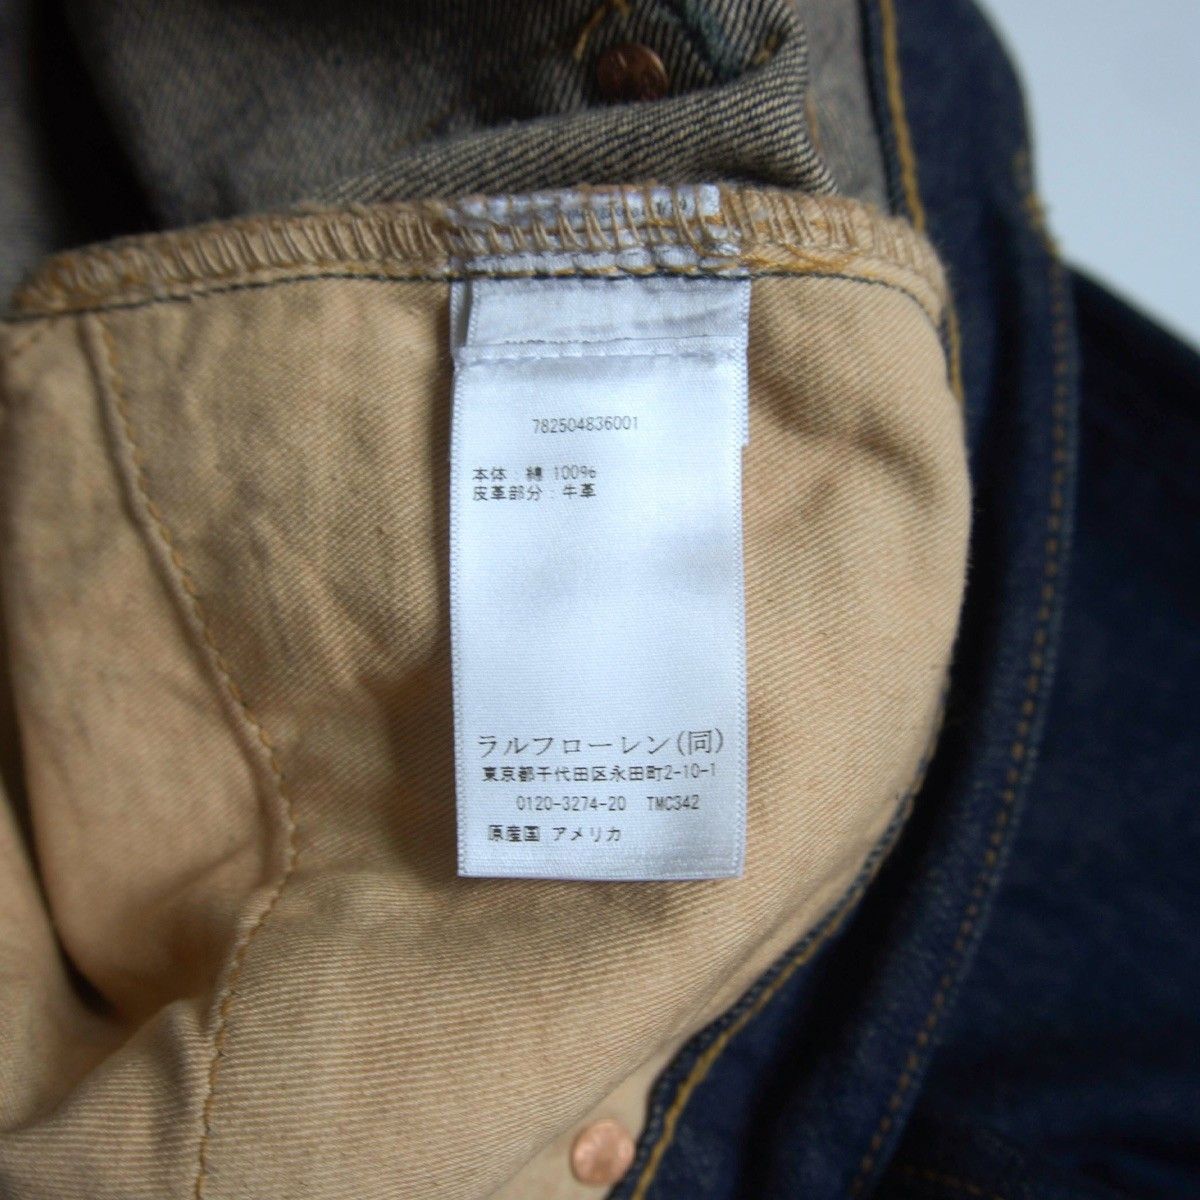 782504836001
本体 : 綿 100%
皮革部分 : 牛革
ラルフローレン(同)
東京都千代田区永田町2-10-1
0120-3274-20 TMC342
原産国 アメリカ